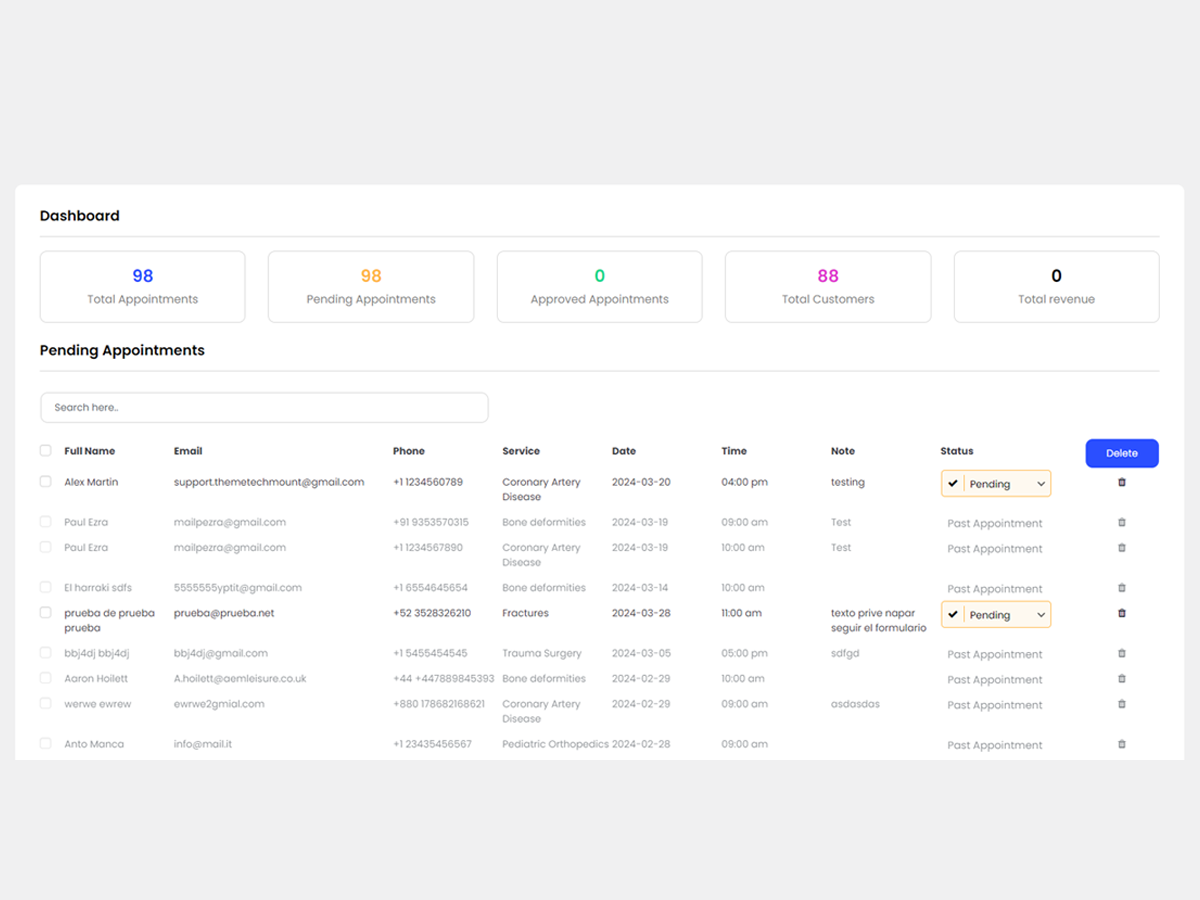 Dashboard
98 98 0 88 0
Total Appointments Pending Appointments Approved Appointments Total Customers Total revenue
Pending Appointments
Search here..
Full Name Email Phone Service Date Time Note Status Delete
Alex Martin support.themetechmount@gmail.com +1 1234560789 Coronary Artery 2024-03-20 04:00 pm testing Pending
Disease
Paul Ezra mailpezra@gmail.com +91 9353570315 Bone deformities 2024-03-19 09:00 am Test Past Appointment
Paul Ezra mailpezra@gmail.com +1 1234567890 Coronary Artery 2024-03-19 10:00 am Test Past Appointment
Disease
El harraki sdfs 5555555yptit@gmail.com +1 6554645654 Bone deformities 2024-03-14 10:00 am Past Appointment
prueba de prueba prueba@prueba.net +52 3528326210 Fractures 2024-03-28 11:00 am texto prive napar Pending
prueba seguir el formulario
bbj4dj bbj4dj bbj4dj@gmail.com +1 5455454545 Trauma Surgery 2024-03-05 05:00 pm sdfgd Past Appointment
Aaron Hoilett A.hoilett@aemleisure.co.uk +44 +447889845393 Bone deformities 2024-02-29 10:00 am Past Appointment
werwe ewrew ewrwe2gmial.com +880 178682168621 Coronary Artery 2024-02-29 09:00 am asdasdas Past Appointment
Disease
Anto Manca info@mail.it +1 23435456567 Pediatric Orthopedics 2024-02-28 09:00 am Past Appointment